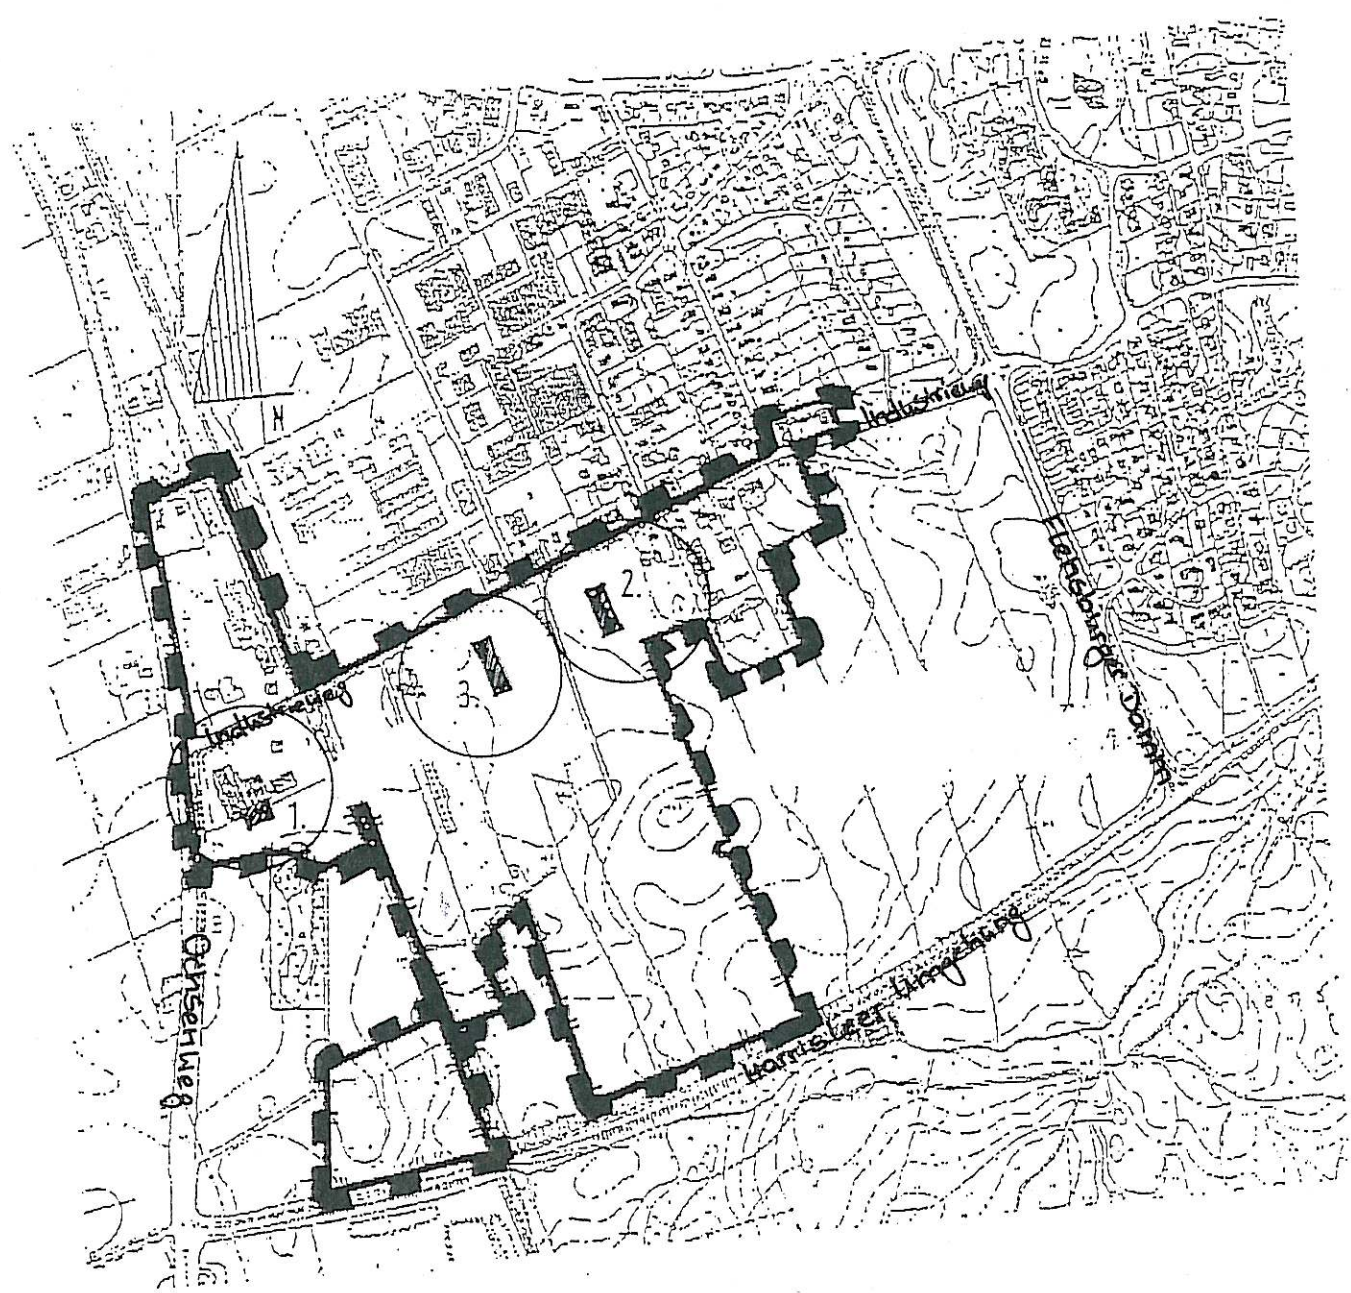 N
Industrieweg
Flensburger Damm
2.
3.
Industrieweg
1.
Ochsenweg
Harrisleer Umgehung